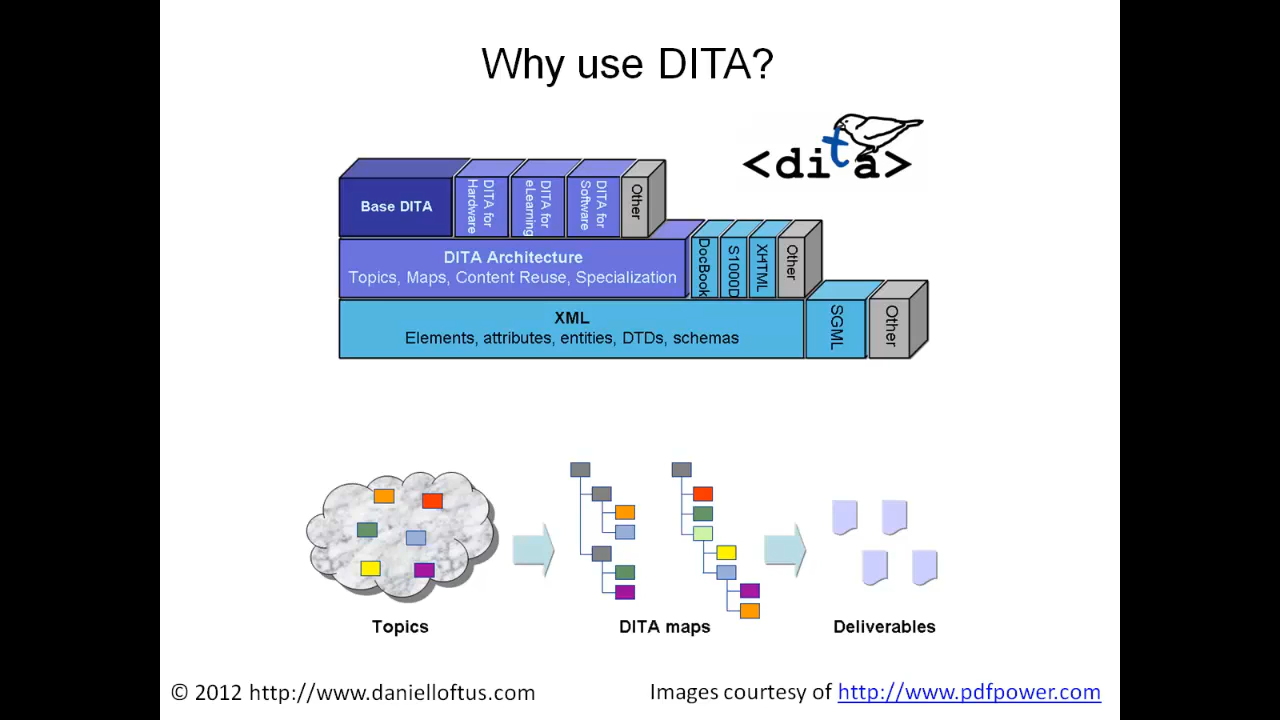 Why use DITA?
<dita>
Base DITA
DITA for
Hardware
DITA for
eLearning
DITA for
Software
Other
DITA Architecture
Topics, Maps, Content Reuse, Specialization
DocBook
S1000D
XHTML
Other
XML
Elements, attributes, entities, DTDs, schemas
SGML
Other
Topics
DITA maps
Deliverables
© 2012 http://www.danielloftus.com
Images courtesy of http://www.pdfpower.com